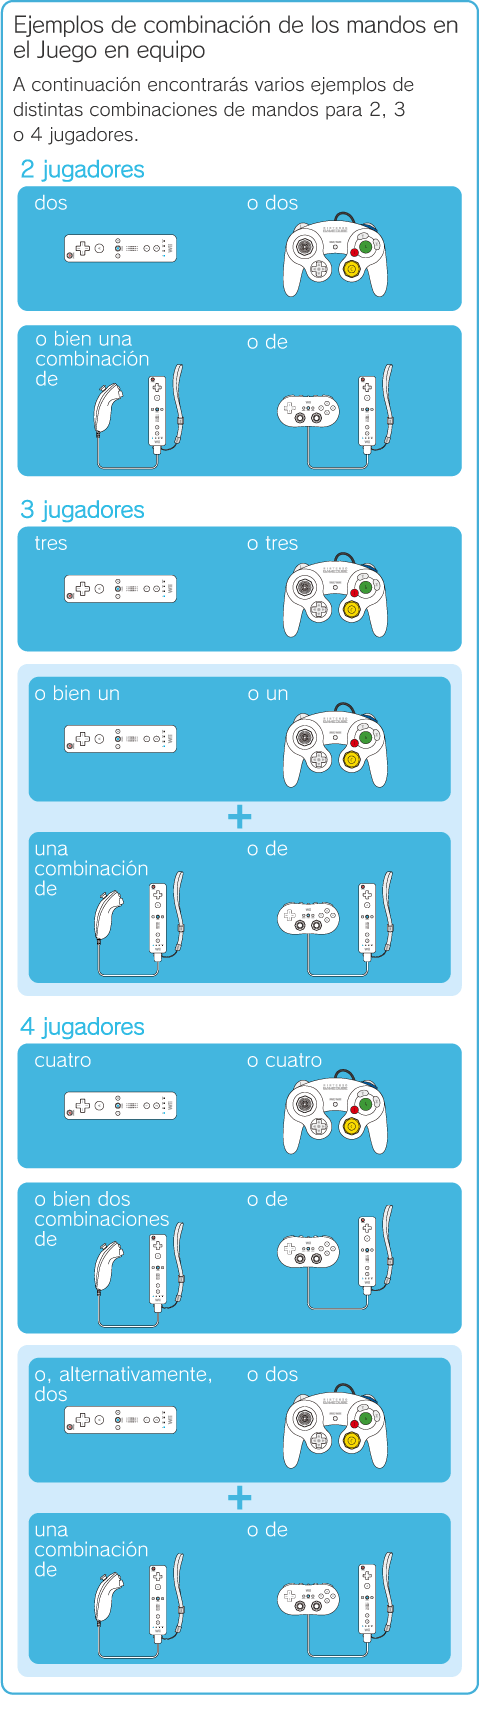 Ejemplos de combinación de los mandos en
el Juego en equipo
A continuación encontrarás varios ejemplos de
distintas combinaciones de mandos para 2, 3
o 4 jugadores.
2 jugadores
dos
o dos
o bien una
combinación
de
o de
3 jugadores
tres
o tres
o bien un
o un
+
una
combinación
de
o de
4 jugadores
cuatro
o cuatro
o bien dos
combinaciones
de
o de
o, alternativamente,
dos
o dos
+
una
combinación
de
o de